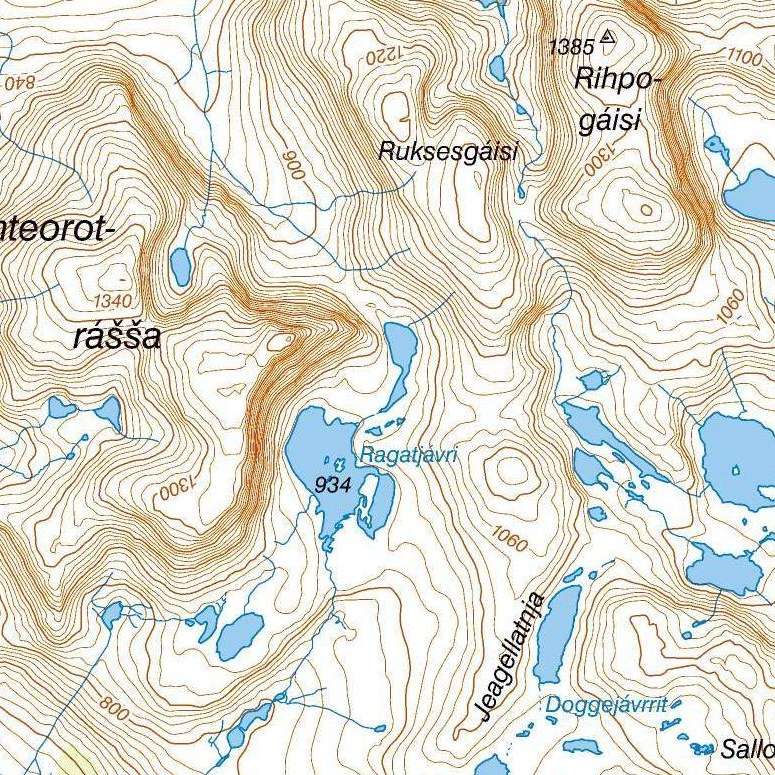 1385
Rihpo-
gáisi
1220
1100
840
Ruksesgáisi
900
1300
nteorot-
1340
rášša
1060
Ragatjávri
934
1300
1060
Jeagellatnja
800
Doggejávrrit
Sallo